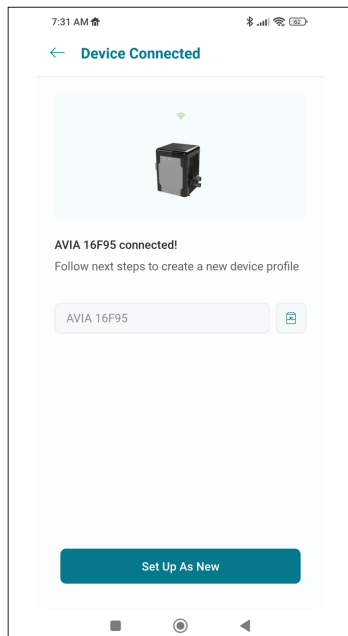 7:31 AM
62
Device Connected
AVIA 16F95 connected!
Follow next steps to create a new device profile
AVIA 16F95
Set Up As New